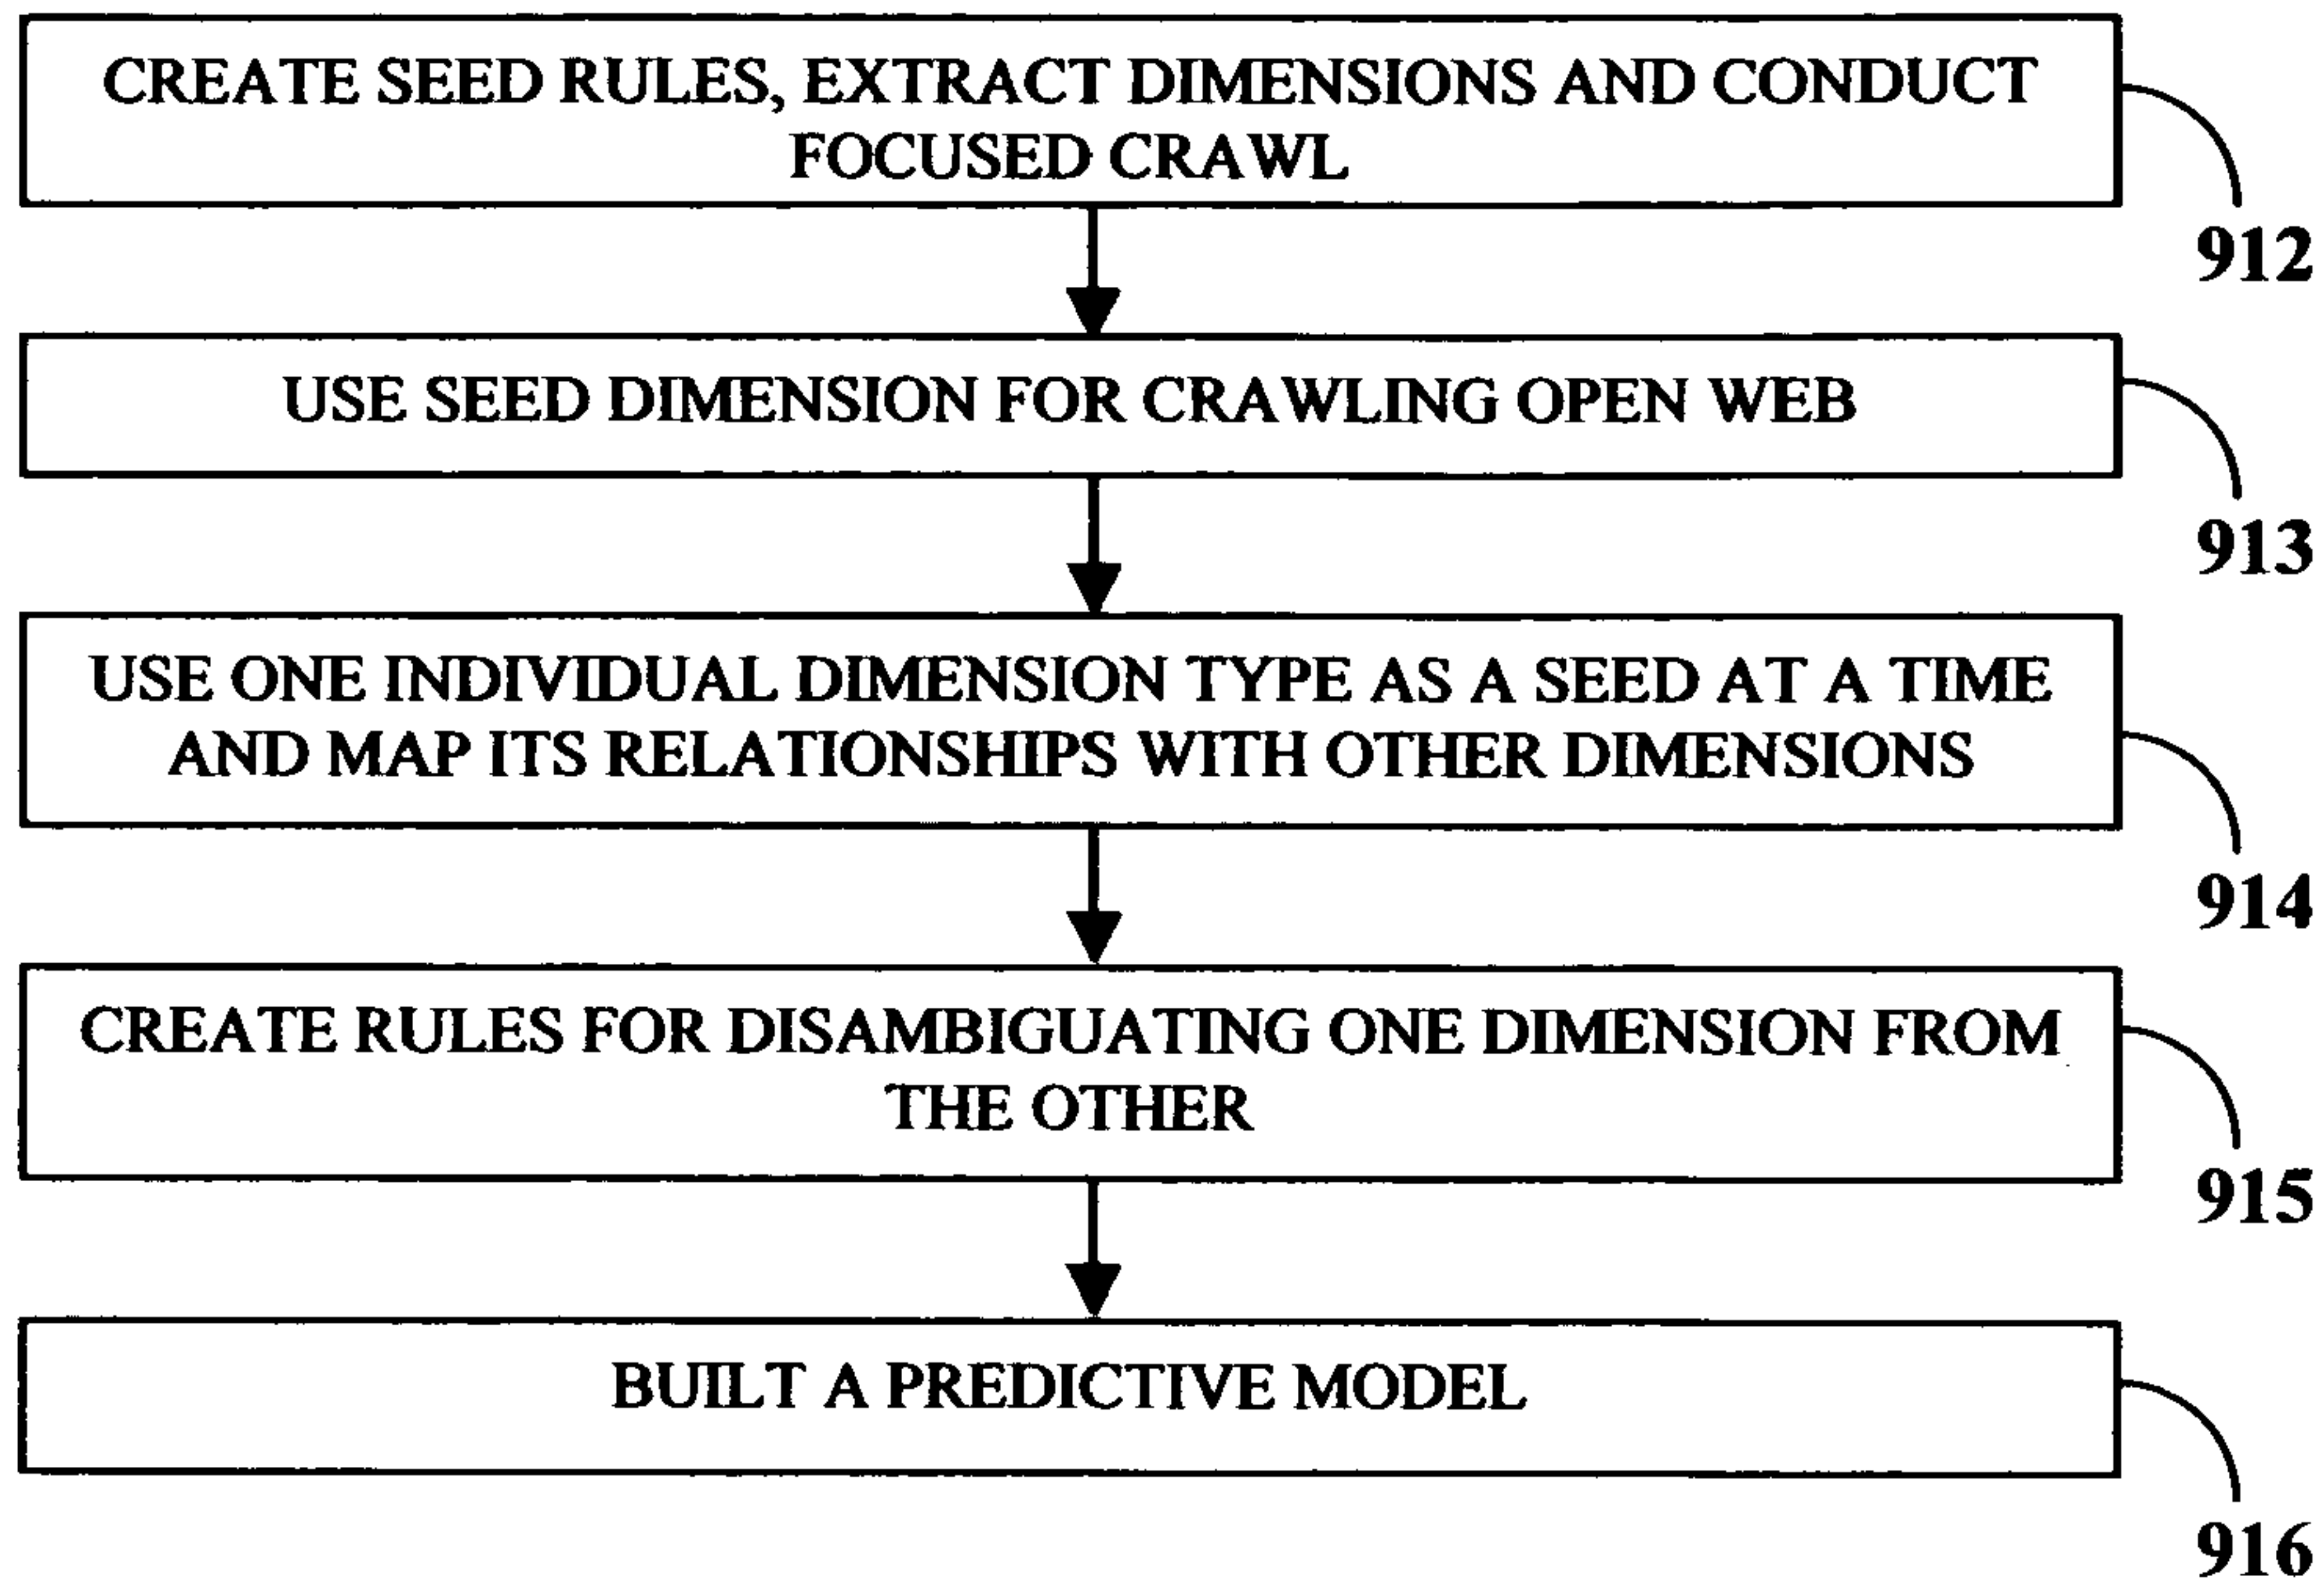 CREATE SEED RULES, EXTRACT DIMENSIONS AND CONDUCT
FOCUSED CRAWL
912
USE SEED DIMENSION FOR CRAWLING OPEN WEB
913
USE ONE INDIVIDUAL DIMENSION TYPE AS A SEED AT A TIME
AND MAP ITS RELATIONSHIPS WITH OTHER DIMENSIONS
914
CREATE RULES FOR DISAMBIGUATING ONE DIMENSION FROM
THE OTHER
915
BUILT A PREDICTIVE MODEL
916